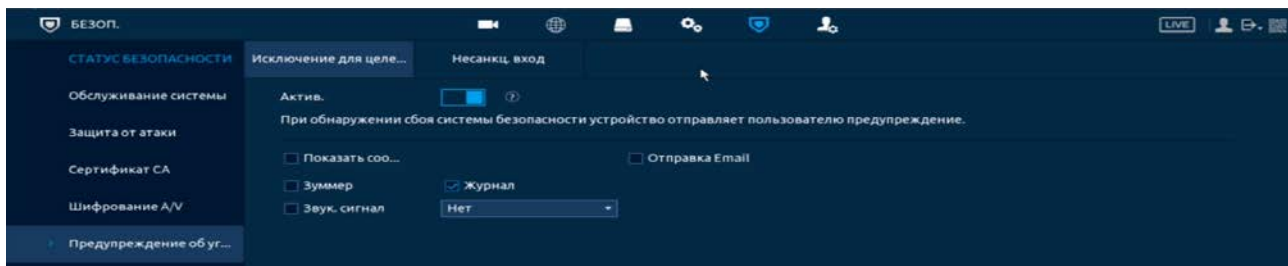 БЕЗОП.
LIVE
СТАТУС БЕЗОПАСНОСТИ
Исключение для целе...
Несанкц. вход
Обслуживание системы
Актив.
При обнаружении сбоя системы безопасности устройство отправляет пользователю предупреждение.
Защита от атаки
Показать соо...
Отправка Email
Сертификат CA
Зуммер
Журнал
Шифрование A/V
Звук. сигнал
Нет
Предупреждение об уг...